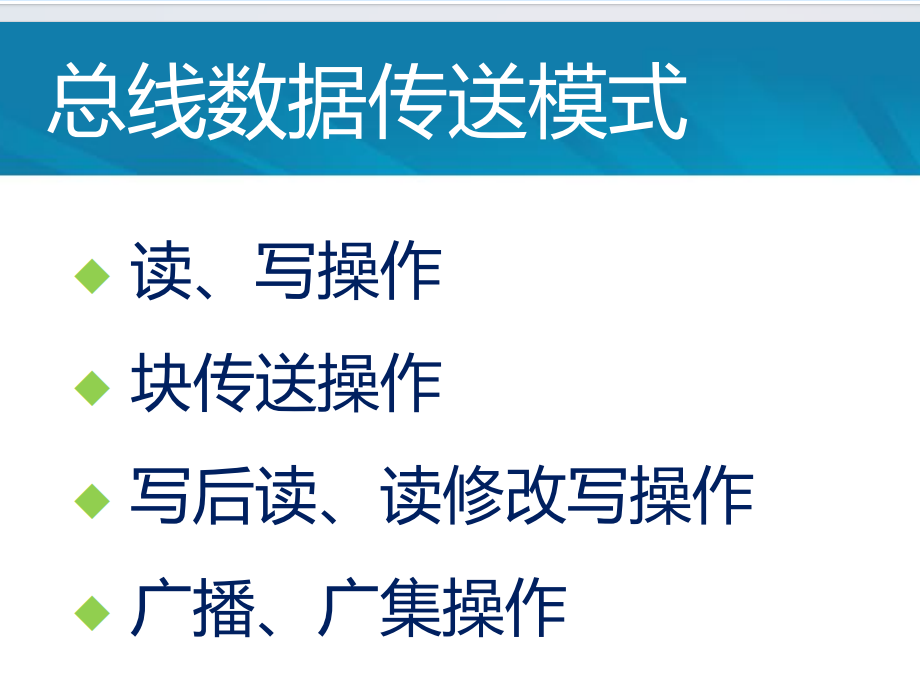 总线数据传送模式
读、写操作
块传送操作
写后读、读修改写操作
广播、广集操作